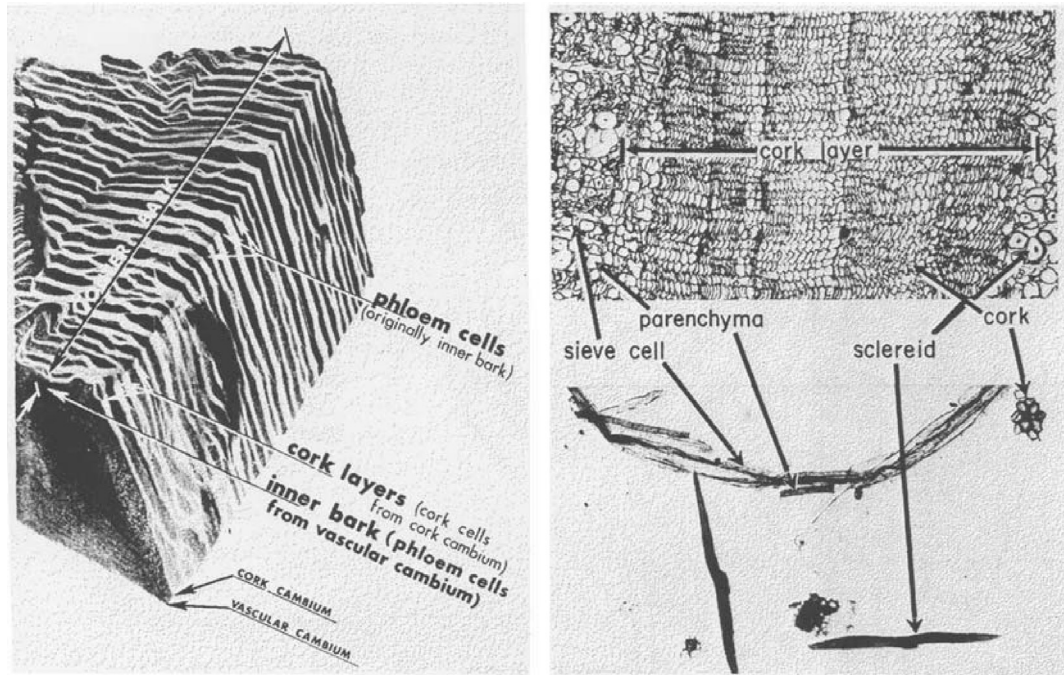 OUTER BARK
phloem cells
(originally inner bark)
cork layers (cork cells
from cork cambium)
inner bark (phloem cells
from vascular cambium)
CORK CAMBIUM
VASCULAR CAMBIUM
cork layer
parenchyma
sieve cell
sclereid
cork